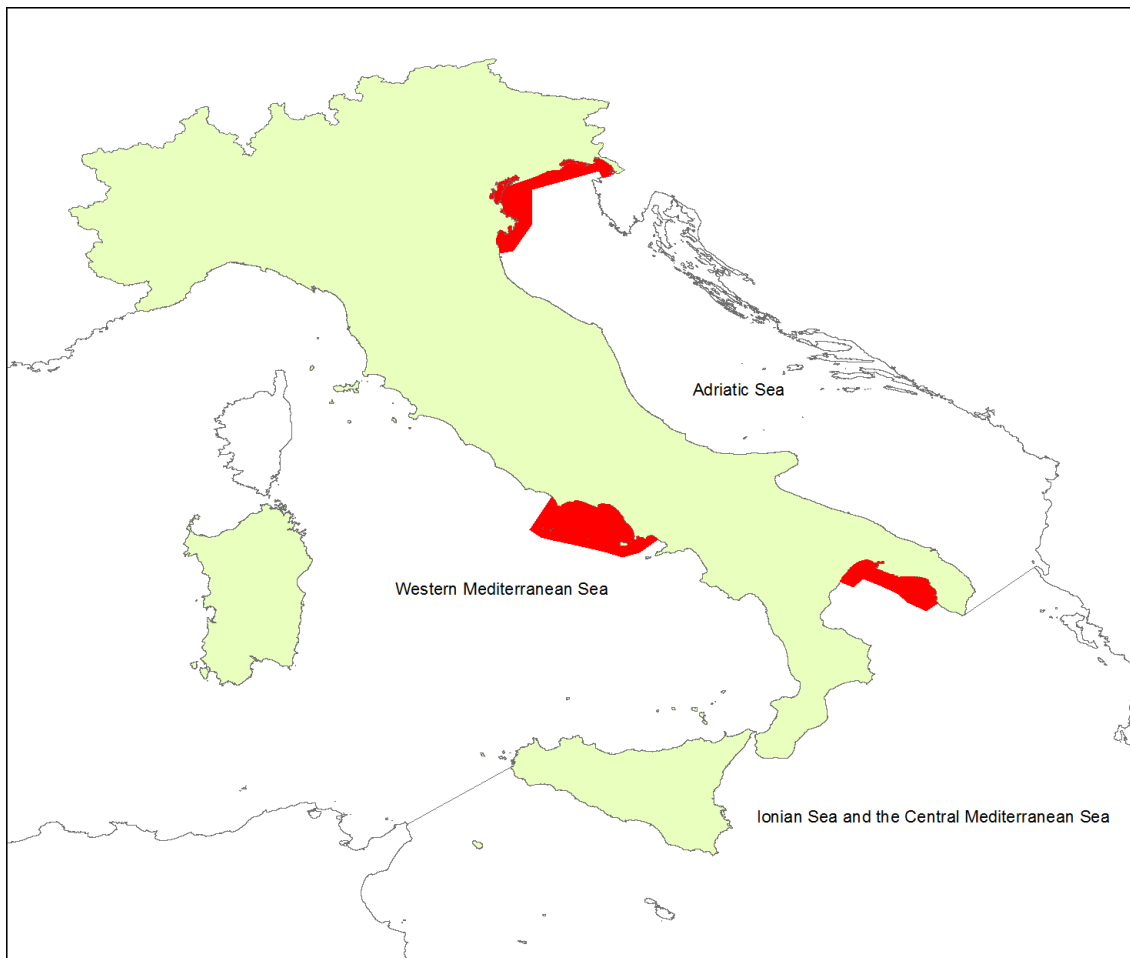 Adriatic Sea
Western Mediterranean Sea
Ionian Sea and the Central Mediterranean Sea